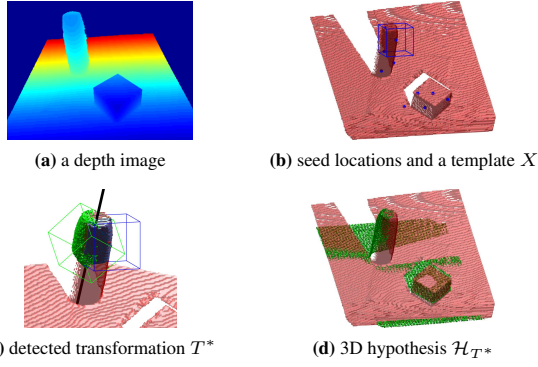 (a) a depth image
(b) seed locations and a template X
) detected transformation T*
(d) 3D hypothesis ℋ_T*